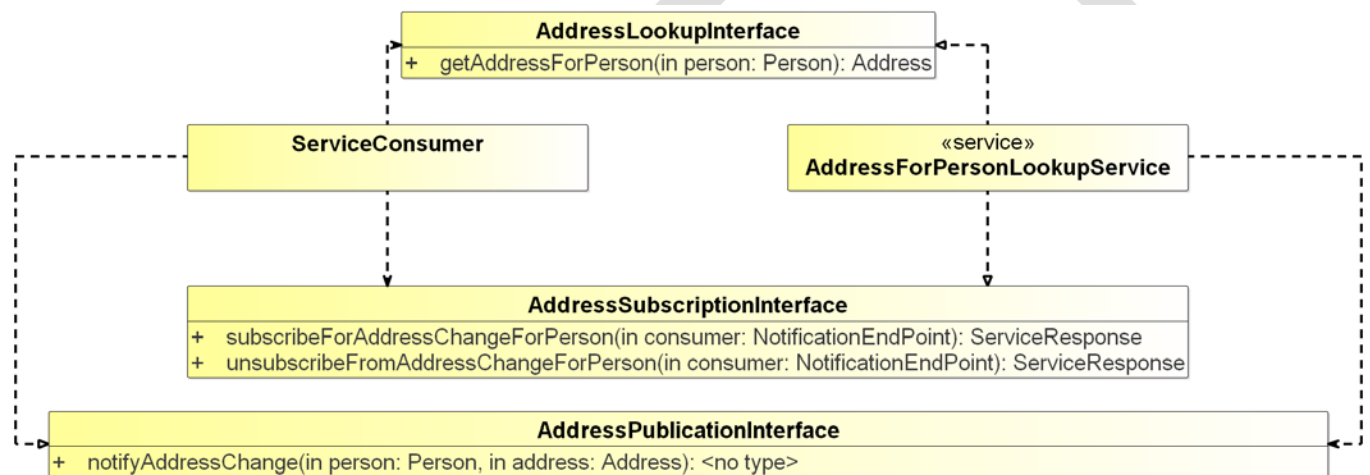 AddressLookupInterface
+ getAddressForPerson(in person: Person): Address
ServiceConsumer
«service»
AddressForPersonLookupService
AddressSubscriptionInterface
+ subscribeForAddressChangeForPerson(in consumer: NotificationEndPoint): ServiceResponse
+ unsubscribeFromAddressChangeForPerson(in consumer: NotificationEndPoint): ServiceResponse
AddressPublicationInterface
+ notifyAddressChange(in person: Person, in address: Address): <no type>